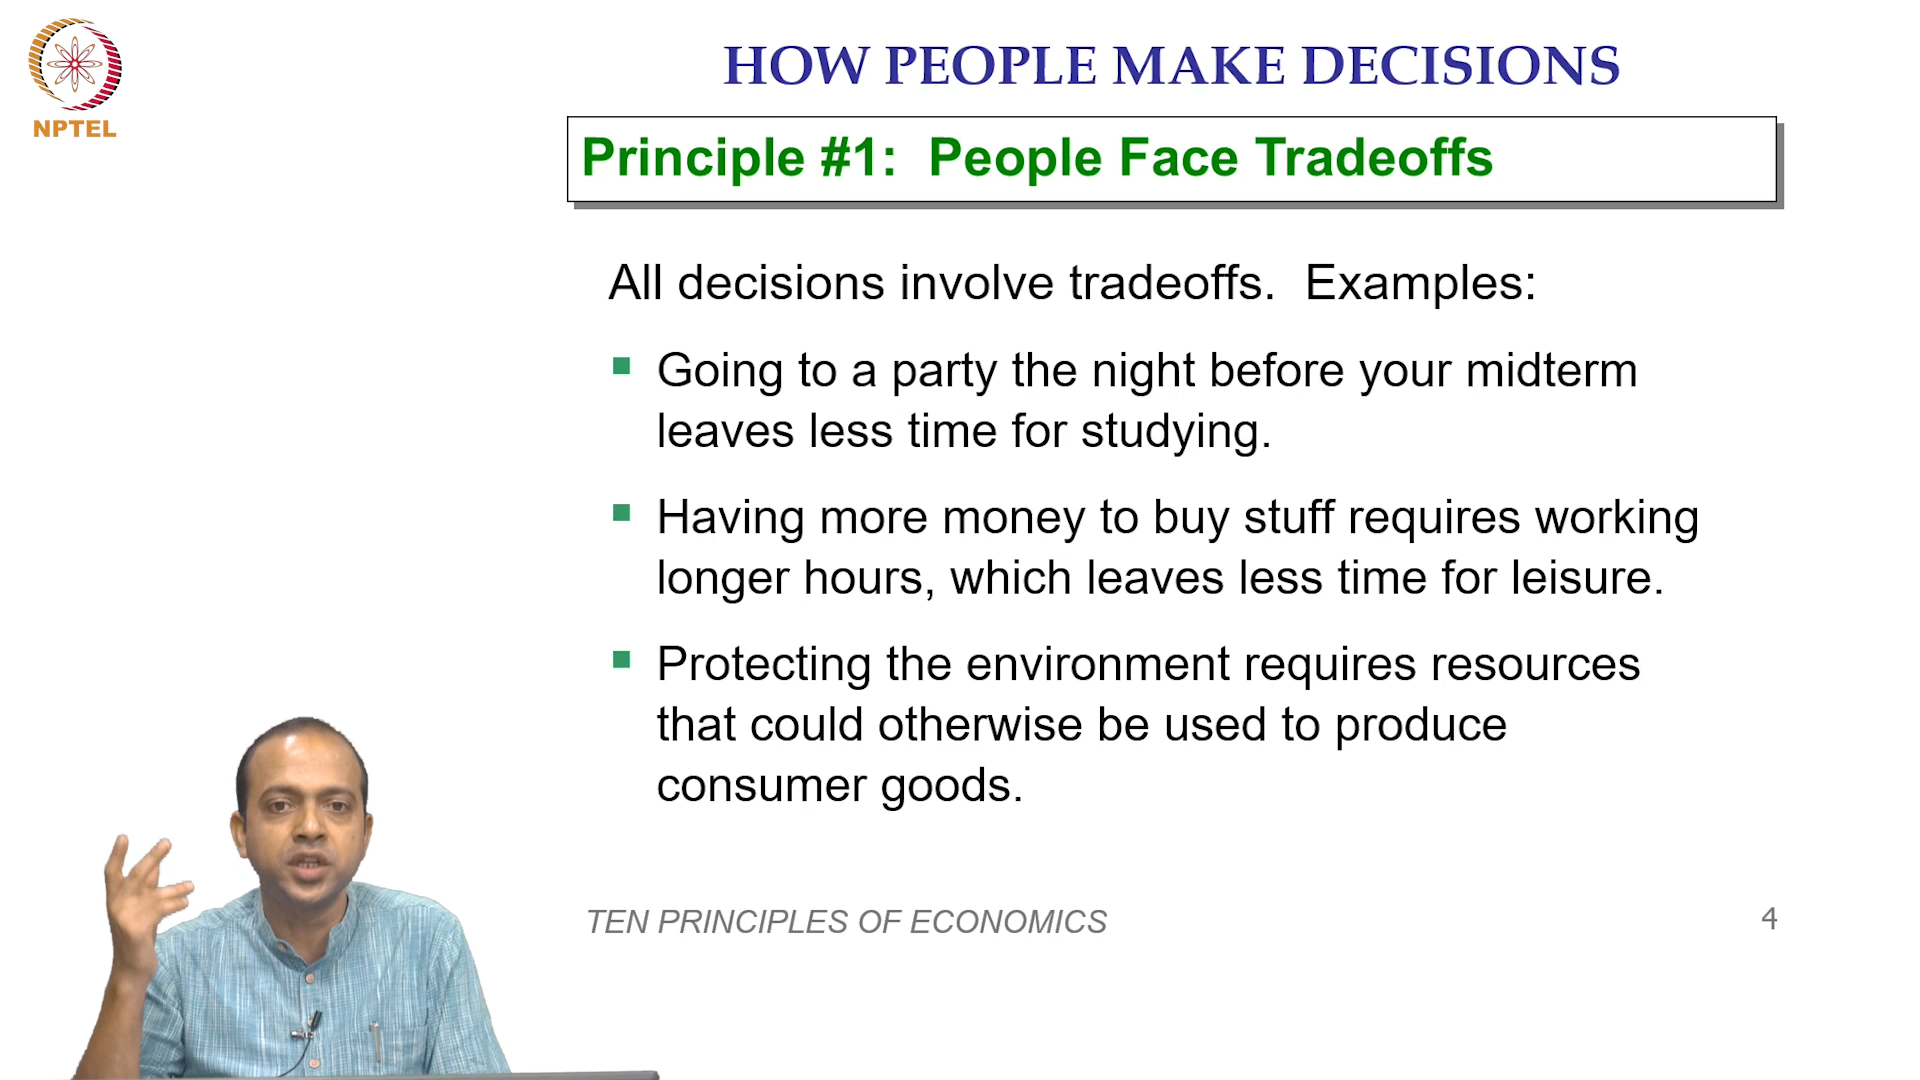 NPTEL
HOW PEOPLE MAKE DECISIONS
Principle #1: People Face Tradeoffs
All decisions involve tradeoffs. Examples:
Going to a party the night before your midterm
leaves less time for studying.
Having more money to buy stuff requires working
longer hours, which leaves less time for leisure.
Protecting the environment requires resources
that could otherwise be used to produce
consumer goods.
TEN PRINCIPLES OF ECONOMICS
4